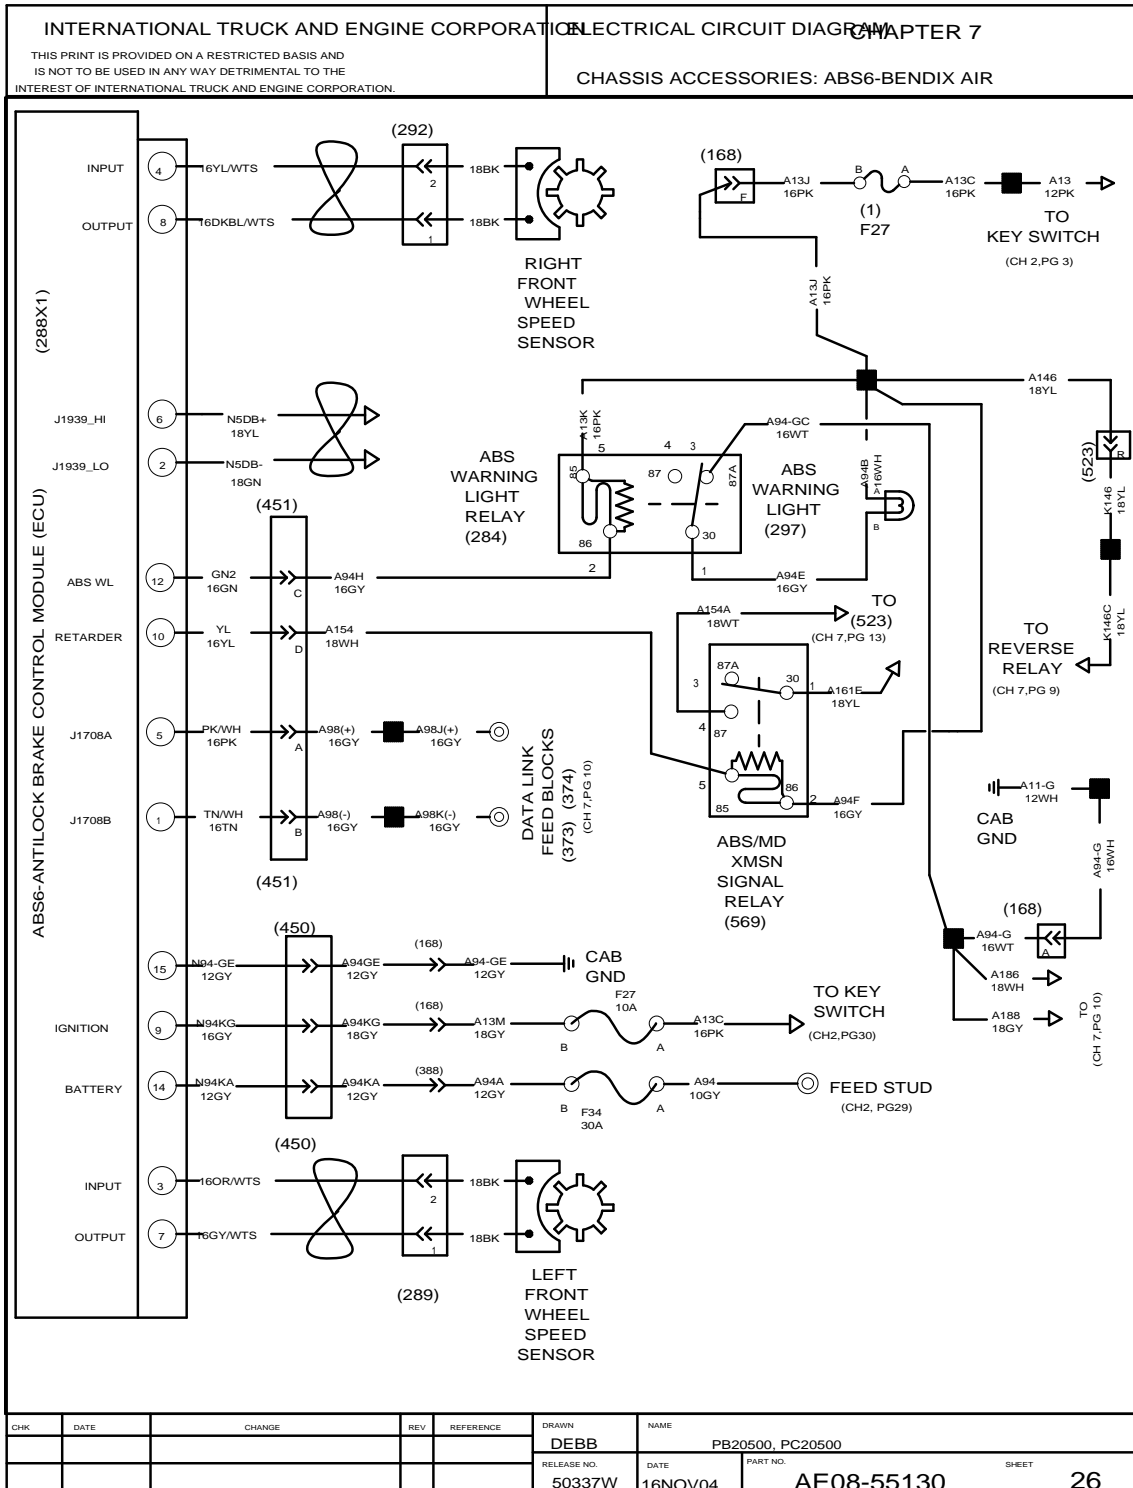 INTERNATIONAL TRUCK AND ENGINE CORPORATION
ELECTRICAL CIRCUIT DIAGRAM
CHAPTER 7
THIS PRINT IS PROVIDED ON A RESTRICTED BASIS AND
IS NOT TO BE USED IN ANY WAY DETRIMENTAL TO THE
INTEREST OF INTERNATIONAL TRUCK AND ENGINE CORPORATION.
CHASSIS ACCESSORIES: ABS6-BENDIX AIR
(288X1)
ABS6-ANTILOCK BRAKE CONTROL MODULE (ECU)
INPUT 4 16YL/WTS
(292)
2 18BK
OUTPUT 8 16DKBL/WTS
1 18BK
RIGHT
FRONT
WHEEL
SPEED
SENSOR
(168)
F
A13J
16PK
B A
(1)
F27
A13C
16PK
A13
12PK
TO
KEY SWITCH
(CH 2,PG 3)
A13J
16PK
J1939_HI 6 N5DB+
18YL
J1939_LO 2 N5DB-
18GN
A13K
16PK
A94-GC
16WT
A146
18YL
(523)
R
K146
18YL
K146C
18YL
TO
REVERSE
RELAY
(CH 7,PG 9)
ABS
WARNING
LIGHT
RELAY
(284)
5 4 3
85 87 87A
86 30
2 1
ABS
WARNING
LIGHT
(297)
A94B
16WH
A
B
A94E
16GY
(451)
ABS WL 12 GN2
16GN
C
A94H
16GY
RETARDER 10 YL
16YL
D
A154
18WH
A154A
18WT
TO
(523)
(CH 7,PG 13)
87A
3 30 1
A161E
18YL
4 87
5 86 2
85
A94F
16GY
ABS/MD
XMSN
SIGNAL
RELAY
(569)
J1708A 5 PK/WH
16PK
A
A98(+)
16GY
A98J(+)
16GY
J1708B 1 TN/WH
16TN
B
A98(-)
16GY
A98K(-)
16GY
DATA LINK
FEED BLOCKS
(373) (374)
(CH 7,PG 10)
(451)
A11-G
12WH
CAB
GND
A94-G
16WH
(168)
A
A94-G
16WT
A186
18WH
A188
18GY
TO
(CH 7,PG 10)
(450)
15 N94-GE
12GY
A94GE
12GY
(168)
A94-GE
12GY
CAB
GND
IGNITION 9 N94KG
16GY
A94KG
18GY
(168)
A13M
18GY
F27
10A
B A
A13C
16PK
TO KEY
SWITCH
(CH2,PG30)
BATTERY 14 N94KA
12GY
A94KA
12GY
(388)
A94A
12GY
B F34
30A
A
A94
10GY
FEED STUD
(CH2, PG29)
(450)
INPUT 3 16OR/WTS
2 18BK
OUTPUT 7 16GY/WTS
1 18BK
(289)
LEFT
FRONT
WHEEL
SPEED
SENSOR
CHK DATE CHANGE REV REFERENCE
DRAWN
DEBB
NAME
PB20500, PC20500
RELEASE NO.
50337W
DATE
16NOV04
PART NO.
AE08-55130
SHEET
26